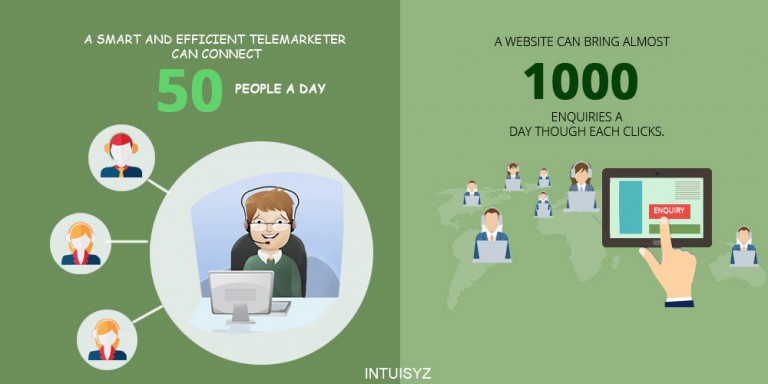 A SMART AND EFFICIENT TELEMARKETER
CAN CONNECT
50 PEOPLE A DAY
A WEBSITE CAN BRING ALMOST
1000
ENQUIRIES A
DAY THOUGH EACH CLICKS.
ENQUIRY
INTUISYZ